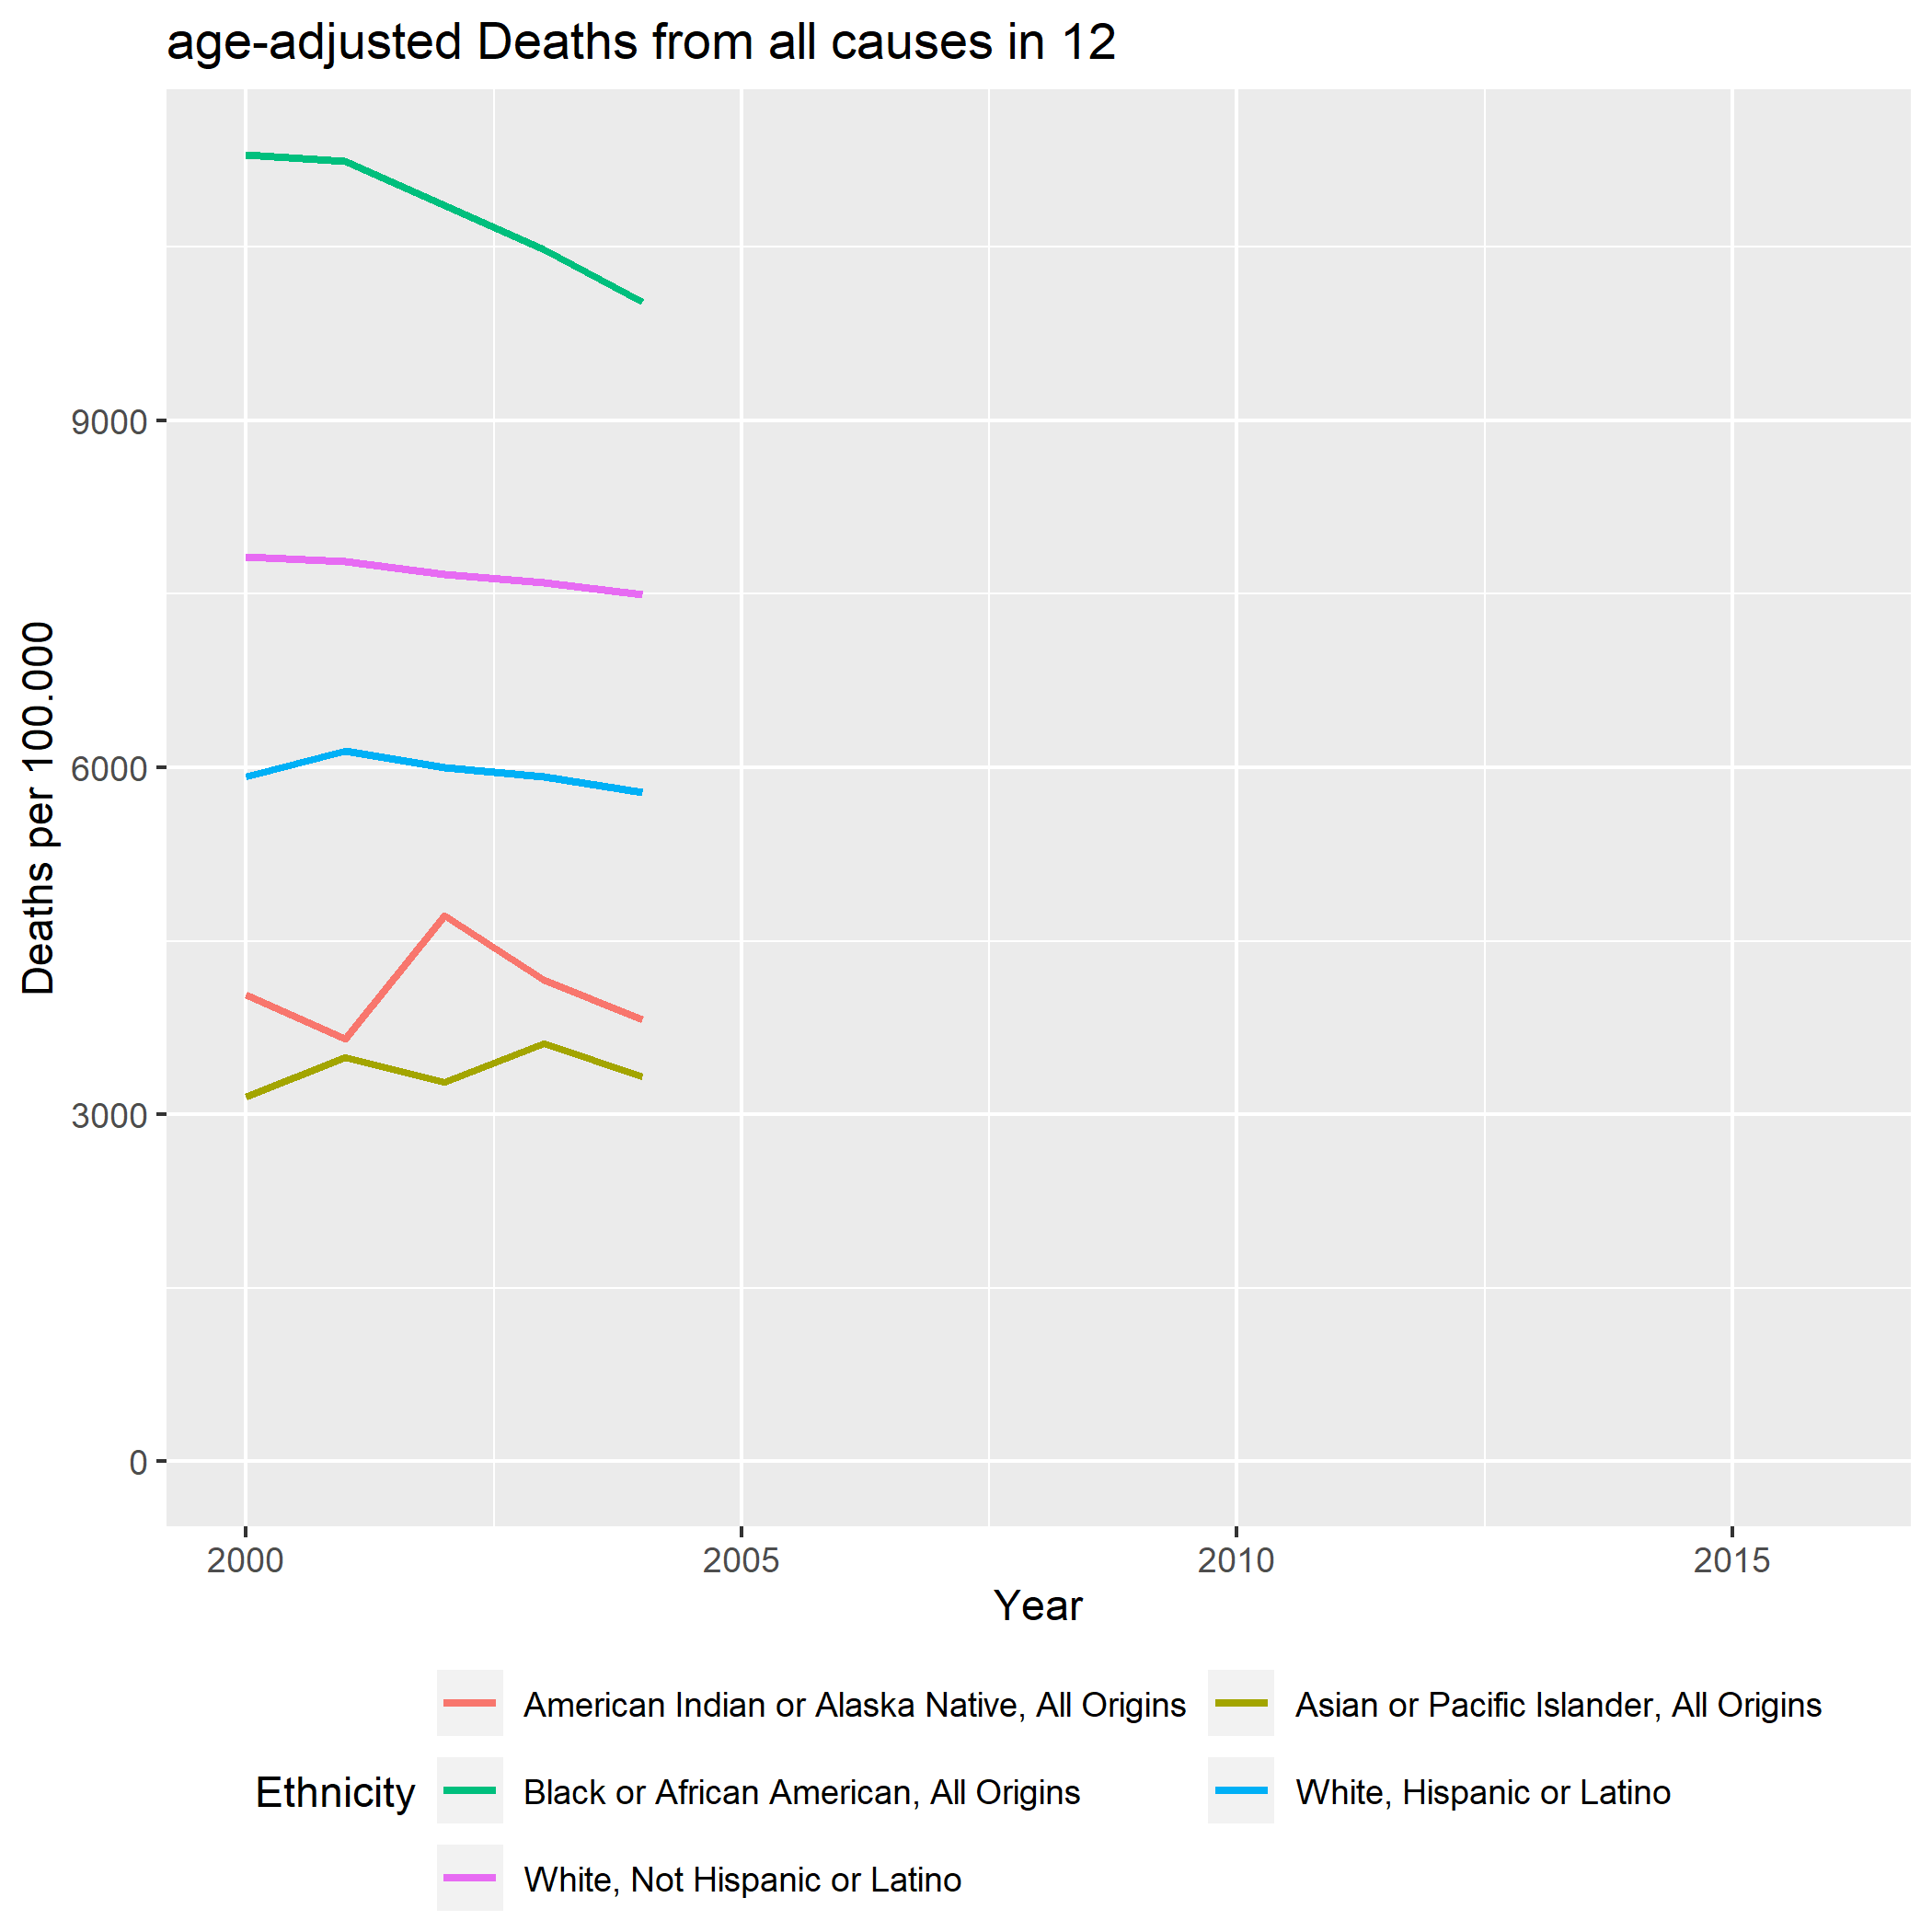 age-adjusted Deaths from all causes in 12
Deaths per 100.000
9000
6000
3000
0
2000 2005 2010 2015
Year
Ethnicity
American Indian or Alaska Native, All Origins
Asian or Pacific Islander, All Origins
Black or African American, All Origins
White, Hispanic or Latino
White, Not Hispanic or Latino